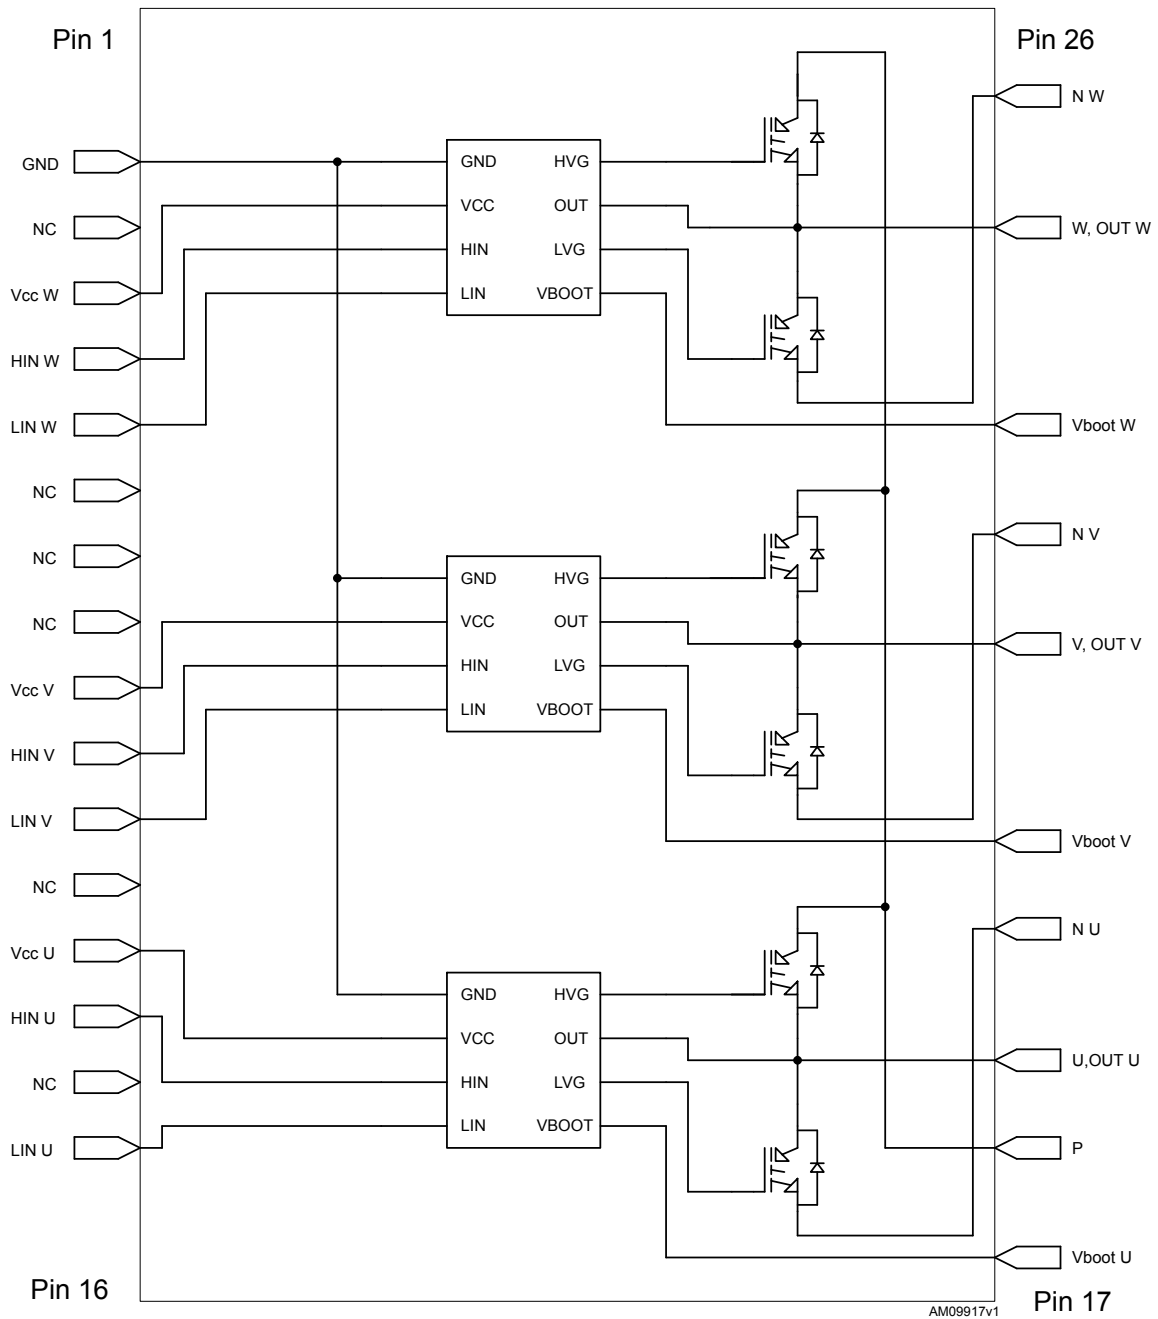 Pin 1
Pin 26
N W
GND
GND HVG
NC
VCC OUT
W, OUT W
Vcc W
HIN LVG
LIN VBOOT
HIN W
LIN W
Vboot W
NC
N V
NC
GND HVG
NC
VCC OUT
V, OUT V
Vcc V
HIN LVG
LIN VBOOT
HIN V
LIN V
Vboot V
NC
N U
Vcc U
GND HVG
HIN U
VCC OUT
U,OUT U
NC
HIN LVG
LIN VBOOT
LIN U
P
Vboot U
Pin 16
Pin 17
AM09917v1